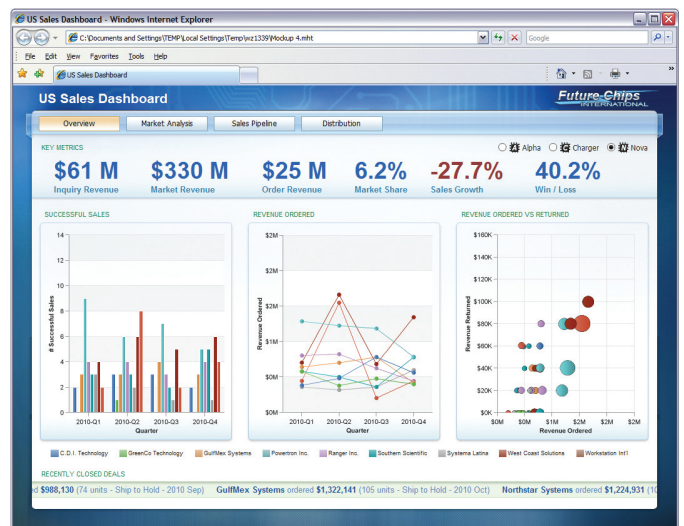 US Sales Dashboard - Windows Internet Explorer
C:\Documents and Settings\TEMP\Local Settings\Temp\wz1339\Mockup 4.mht
Google
File Edit View Favorites Tools Help
US Sales Dashboard
US Sales Dashboard
Future-Chips
INTERNATIONAL
Overview Market Analysis Sales Pipeline Distribution
KEY METRICS
Alpha Charger Nova
$61 M $330 M $25 M 6.2% -27.7% 40.2%
Inquiry Revenue Market Revenue Order Revenue Market Share Sales Growth Win / Loss
SUCCESSFUL SALES
14
12
10
8
6
4
2
0
# Successful Sales
2010-Q1 2010-Q2 2010-Q3 2010-Q4
Quarter
REVENUE ORDERED
$2M
$2M
$2M
$1M
$0M
$0M
Revenue Ordered
2010-Q1 2010-Q2 2010-Q3 2010-Q4
Quarter
REVENUE ORDERED VS RETURNED
$160K
$140K
$120K
$100K
$80K
$60K
$40K
$20K
$0K
Revenue Returned
$0M $0M $1M $2M $2M $2M
Revenue Ordered
C.D.I. Technology GreenCo Technology GulfMex Systems Powertron Inc. Ranger Inc. Southern Scientific Systema Latina West Coast Solutions Workstation Int'l
RECENTLY CLOSED DEALS
d $988,130 (74 units - Ship to Hold - 2010 Sep) GulfMex Systems ordered $1,322,141 (105 units - Ship to Hold - 2010 Oct) Northstar Systems ordered $1,224,931 (10